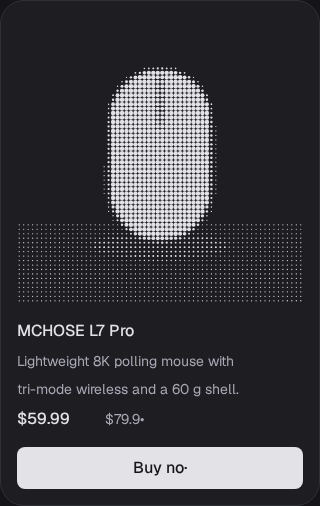 MCHOSE L7 Pro
Lightweight 8K polling mouse with
tri-mode wireless and a 60 g shell.
$59.99 $79.9•
Buy no·